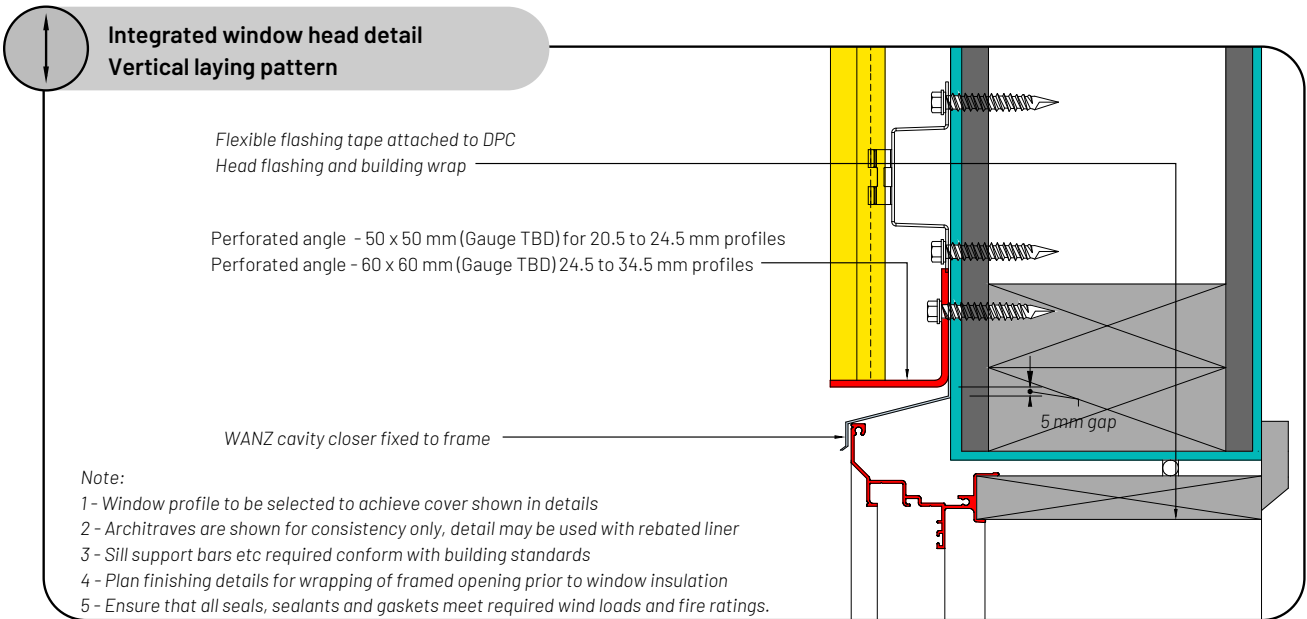 Integrated window head detail
Vertical laying pattern
Flexible flashing tape attached to DPC
Head flashing and building wrap
Perforated angle - 50 x 50 mm (Gauge TBD) for 20.5 to 24.5 mm profiles
Perforated angle - 60 x 60 mm (Gauge TBD) 24.5 to 34.5 mm profiles
5 mm gap
WANZ cavity closer fixed to frame
Note:
1 - Window profile to be selected to achieve cover shown in details
2 - Architraves are shown for consistency only, detail may be used with rebated liner
3 - Sill support bars etc required conform with building standards
4 - Plan finishing details for wrapping of framed opening prior to window insulation
5 - Ensure that all seals, sealants and gaskets meet required wind loads and fire ratings.